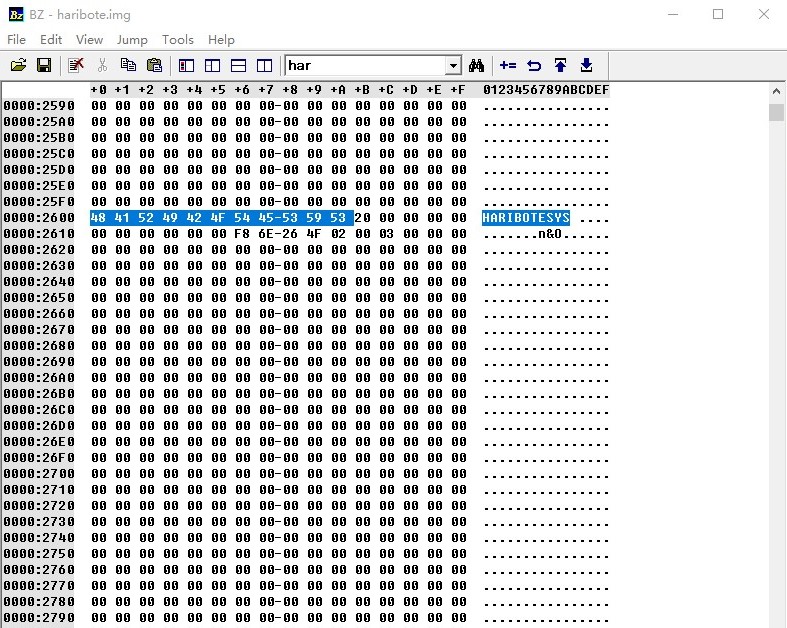 BZ - haribote.img
File Edit View Jump Tools Help
har
+0 +1 +2 +3 +4 +5 +6 +7 +8 +9 +A +B +C +D +E +F 0123456789ABCDEF
0000:2590 00 00 00 00 00 00 00 00-00 00 00 00 00 00 00 00 ................
0000:25A0 00 00 00 00 00 00 00 00-00 00 00 00 00 00 00 00 ................
0000:25B0 00 00 00 00 00 00 00 00-00 00 00 00 00 00 00 00 ................
0000:25C0 00 00 00 00 00 00 00 00-00 00 00 00 00 00 00 00 ................
0000:25D0 00 00 00 00 00 00 00 00-00 00 00 00 00 00 00 00 ................
0000:25E0 00 00 00 00 00 00 00 00-00 00 00 00 00 00 00 00 ................
0000:25F0 00 00 00 00 00 00 00 00-00 00 00 00 00 00 00 00 ................
0000:2600 48 41 52 49 42 4F 54 45-53 59 53 20 00 00 00 00 HARIBOTESYS ....
0000:2610 00 00 00 00 00 00 F8 6E-26 4F 02 00 03 00 00 00 .......n&O......
0000:2620 00 00 00 00 00 00 00 00-00 00 00 00 00 00 00 00 ................
0000:2630 00 00 00 00 00 00 00 00-00 00 00 00 00 00 00 00 ................
0000:2640 00 00 00 00 00 00 00 00-00 00 00 00 00 00 00 00 ................
0000:2650 00 00 00 00 00 00 00 00-00 00 00 00 00 00 00 00 ................
0000:2660 00 00 00 00 00 00 00 00-00 00 00 00 00 00 00 00 ................
0000:2670 00 00 00 00 00 00 00 00-00 00 00 00 00 00 00 00 ................
0000:2680 00 00 00 00 00 00 00 00-00 00 00 00 00 00 00 00 ................
0000:2690 00 00 00 00 00 00 00 00-00 00 00 00 00 00 00 00 ................
0000:26A0 00 00 00 00 00 00 00 00-00 00 00 00 00 00 00 00 ................
0000:26B0 00 00 00 00 00 00 00 00-00 00 00 00 00 00 00 00 ................
0000:26C0 00 00 00 00 00 00 00 00-00 00 00 00 00 00 00 00 ................
0000:26D0 00 00 00 00 00 00 00 00-00 00 00 00 00 00 00 00 ................
0000:26E0 00 00 00 00 00 00 00 00-00 00 00 00 00 00 00 00 ................
0000:26F0 00 00 00 00 00 00 00 00-00 00 00 00 00 00 00 00 ................
0000:2700 00 00 00 00 00 00 00 00-00 00 00 00 00 00 00 00 ................
0000:2710 00 00 00 00 00 00 00 00-00 00 00 00 00 00 00 00 ................
0000:2720 00 00 00 00 00 00 00 00-00 00 00 00 00 00 00 00 ................
0000:2730 00 00 00 00 00 00 00 00-00 00 00 00 00 00 00 00 ................
0000:2740 00 00 00 00 00 00 00 00-00 00 00 00 00 00 00 00 ................
0000:2750 00 00 00 00 00 00 00 00-00 00 00 00 00 00 00 00 ................
0000:2760 00 00 00 00 00 00 00 00-00 00 00 00 00 00 00 00 ................
0000:2770 00 00 00 00 00 00 00 00-00 00 00 00 00 00 00 00 ................
0000:2780 00 00 00 00 00 00 00 00-00 00 00 00 00 00 00 00 ................
0000:2790 00 00 00 00 00 00 00 00-00 00 00 00 00 00 00 00 ................